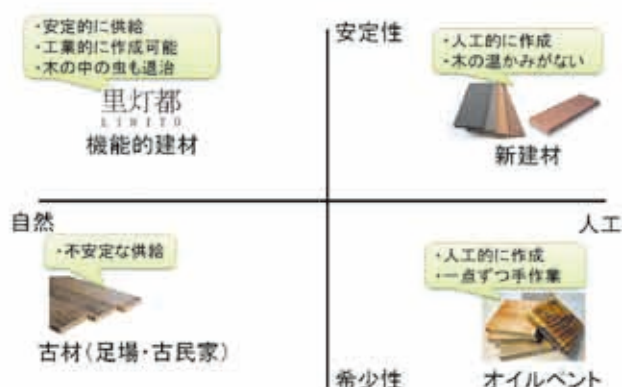 ・安定的に供給
・工業的に作成可能
・木の中の虫も退治
里灯都
LINITO
機能的建材
安定性
・人工的に作成
・木の温かみがない
新建材
自然
人工
・不安定な供給
古材(足場・古民家)
・人工的に作成
・一点ずつ手作業
オイルペント
希少性